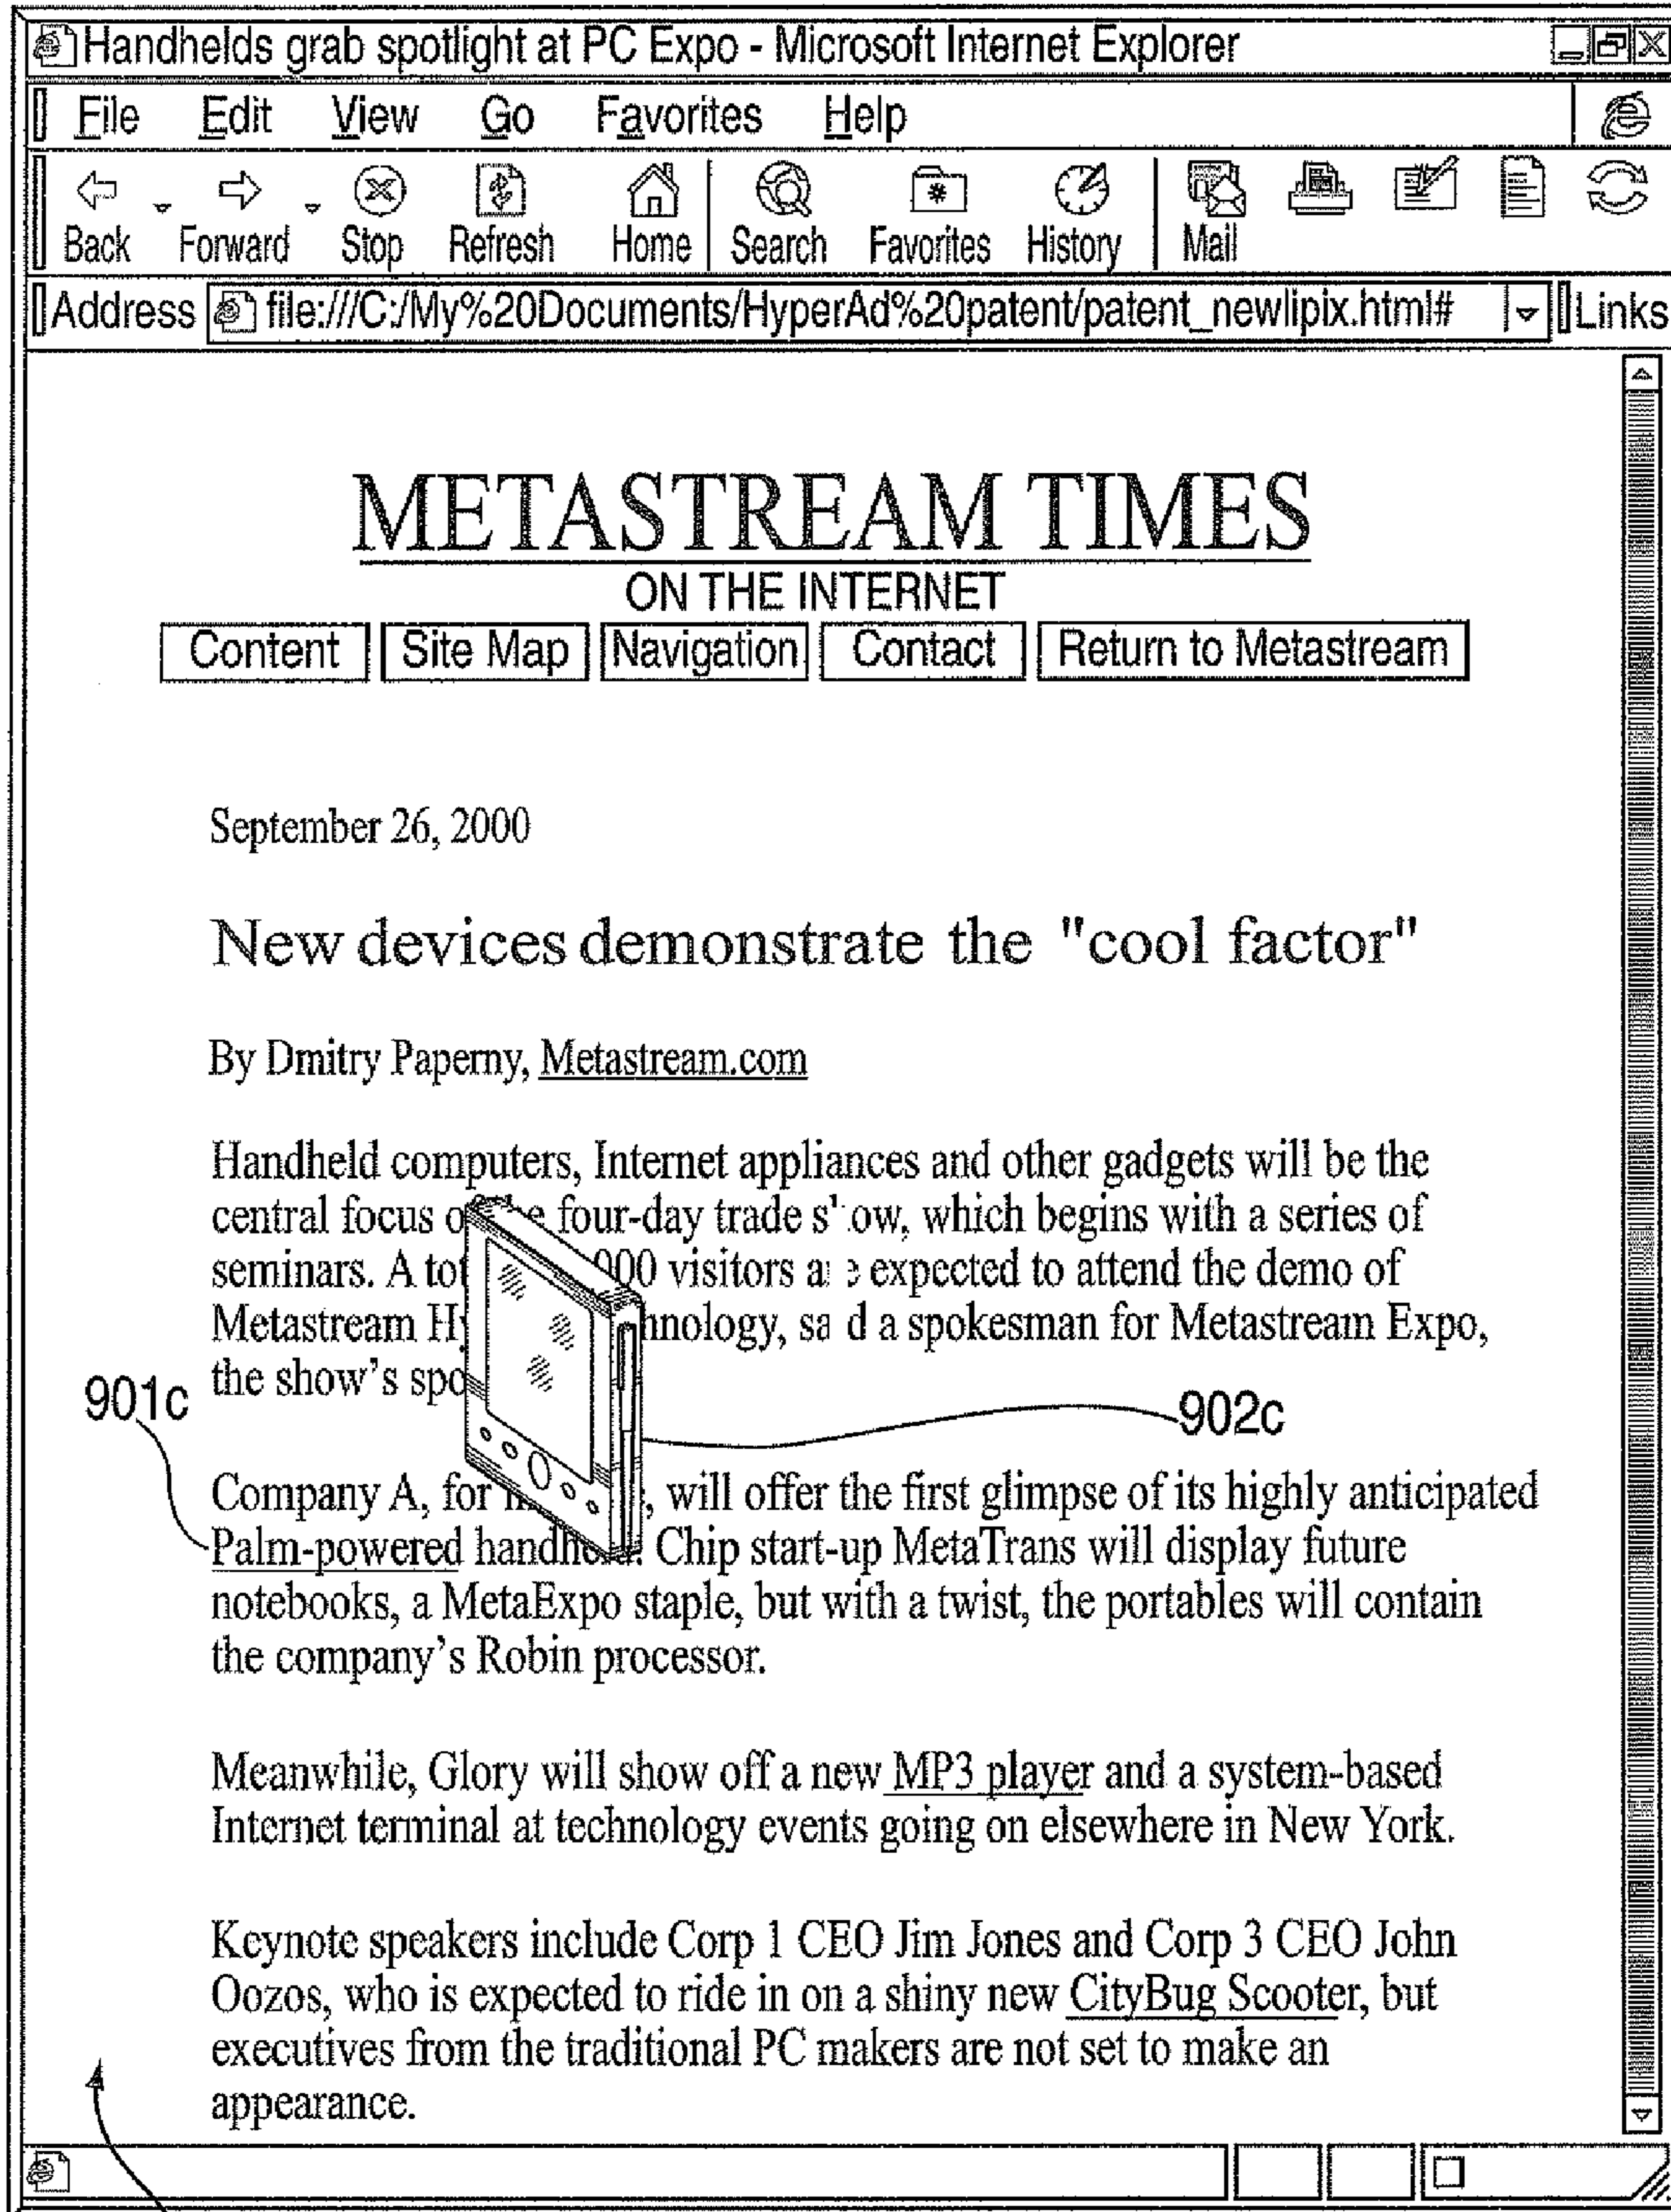 Handhelds grab spotlight at PC Expo - Microsoft Internet Explorer
File Edit View Go Favorites Help
Back Forward Stop Refresh Home Search Favorites History Mail
Address file:///C:/My%20Documents/HyperAd%20patent/patent_newlipix.html# Links
METASTREAM TIMES
ON THE INTERNET
Content Site Map Navigation Contact Return to Metastream
September 26, 2000
New devices demonstrate the "cool factor"
By Dmitry Paperny, Metastream.com
Handheld computers, Internet appliances and other gadgets will be the
central focus of the four-day trade show, which begins with a series of
seminars. A 000 visitors are expected to attend the demo of
Metastream said a spokesman for Metastream Expo,
the show's
901c
902c
Company A, for will offer the first glimpse of its highly anticipated
Palm-powered handheld. Chip start-up MetaTrans will display future
notebooks, a MetaExpo staple, but with a twist, the portables will contain
the company's Robin processor.
Meanwhile, Glory will show off a new MP3 player and a system-based
Internet terminal at technology events going on elsewhere in New York.
Keynote speakers include Corp 1 CEO Jim Jones and Corp 3 CEO John
Oozos, who is expected to ride in on a shiny new CityBug Scooter, but
executives from the traditional PC makers are not set to make an
appearance.